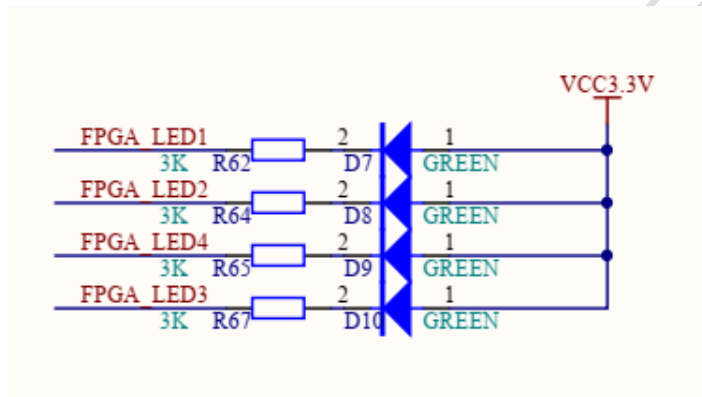 VCC3.3V
FPGA_LED1 2 1
3K R62 D7 GREEN
FPGA_LED2 2 1
3K R64 D8 GREEN
FPGA_LED4 2 1
3K R65 D9 GREEN
FPGA_LED3 2 1
3K R67 D10 GREEN